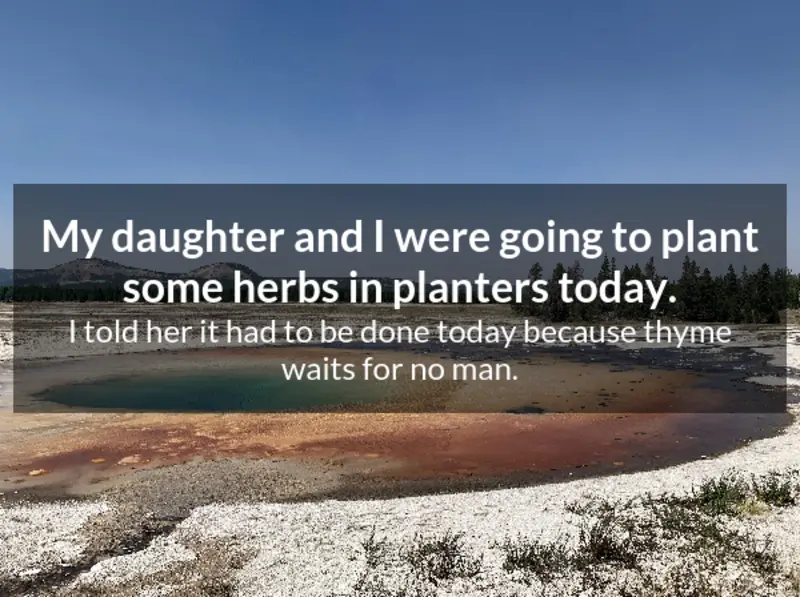 My daughter and I were going to plant
some herbs in planters today.
I told her it had to be done today because thyme
waits for no man.